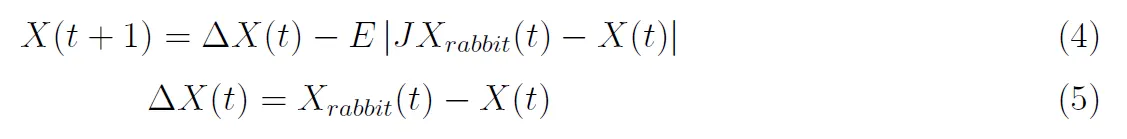 X(t + 1) = ΔX(t) − E |JX_{rabbit}(t) − X(t)| (4)
ΔX(t) = X_{rabbit}(t) − X(t) (5)